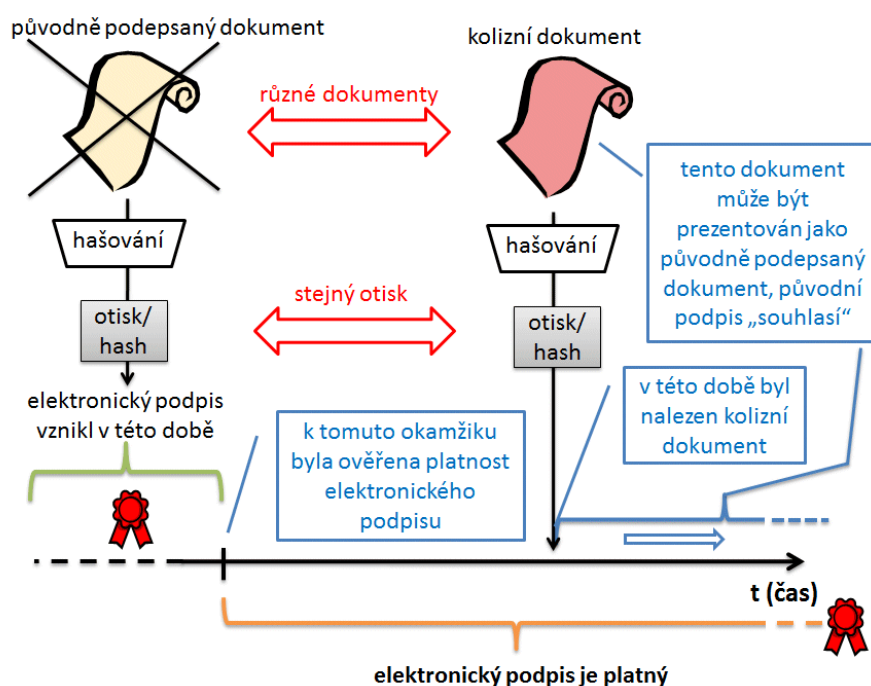 původně podepsaný dokument
kolizní dokument
různé dokumenty
tento dokument
může být
prezentován jako
původně podepsaný
dokument, původní
podpis „souhlasí“
hašování
hašování
stejný otisk
otisk/
hash
otisk/
hash
elektronický podpis
vznikl v této době
k tomuto okamžiku
byla ověřena platnost
elektronického
podpisu
v této době byl
nalezen kolizní
dokument
t (čas)
elektronický podpis je platný